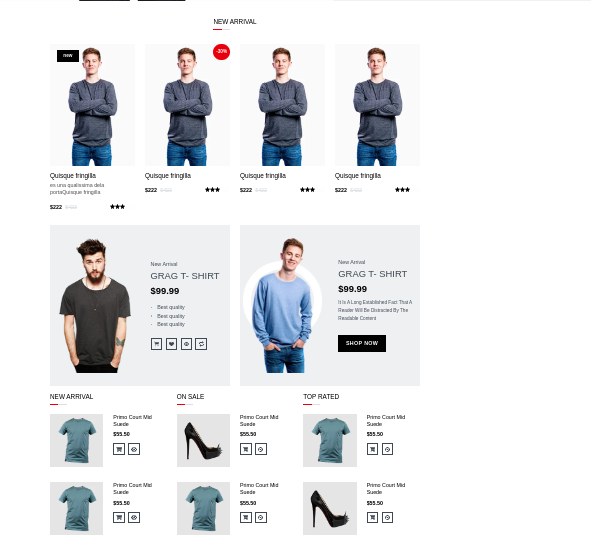 NEW ARRIVAL
new
-20%
Quisque fringilla
es una qualissima dela
portaQuisque fringilla
$222
Quisque fringilla
$222
Quisque fringilla
$222
Quisque fringilla
$222
New Arrival
GRAG T- SHIRT
$99.99
Best quality
Best quality
Best quality
New Arrival
GRAG T- SHIRT
$99.99
It Is A Long Established Fact That A
Reader Will Be Distracted By The
Readable Content
SHOP NOW
NEW ARRIVAL
Primo Court Mid
Suede
$55.50
Primo Court Mid
Suede
$55.50
ON SALE
Primo Court Mid
Suede
$55.50
Primo Court Mid
Suede
$55.50
TOP RATED
Primo Court Mid
Suede
$55.50
Primo Court Mid
Suede
$55.50